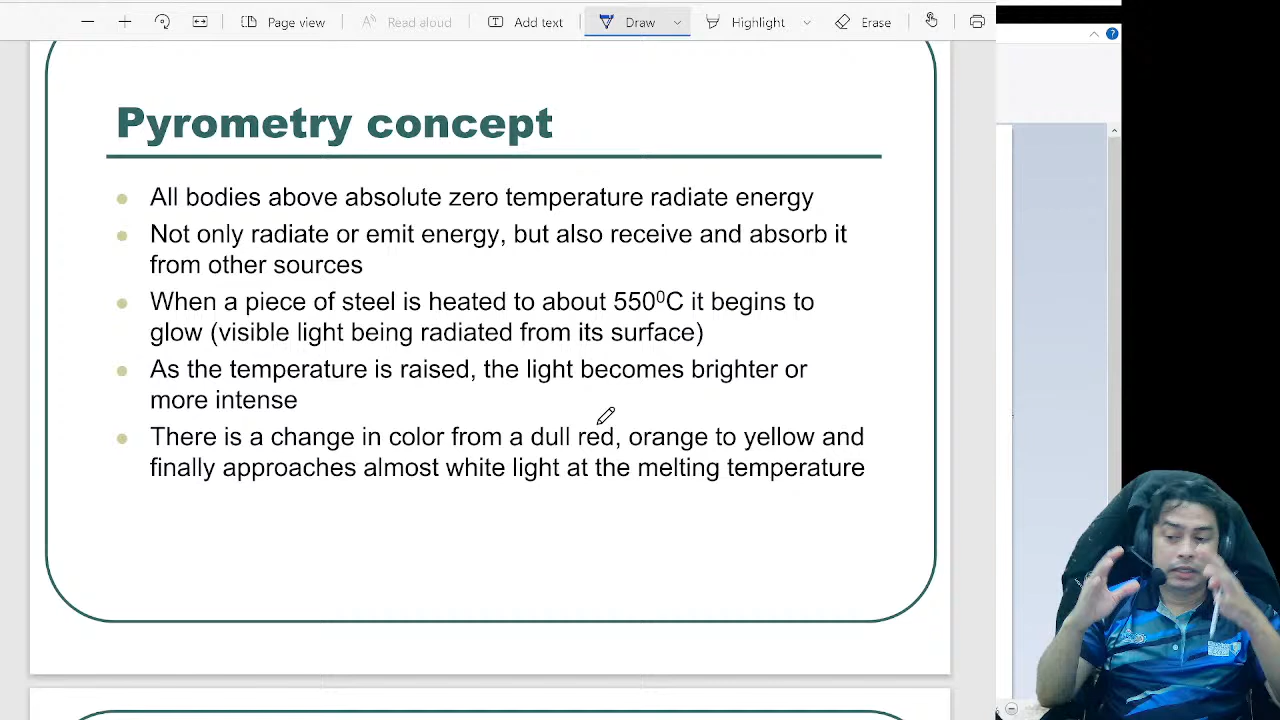 Page view
Read aloud
Add text
Draw
Highlight
Erase
Pyrometry concept
All bodies above absolute zero temperature radiate energy
Not only radiate or emit energy, but also receive and absorb it
from other sources
When a piece of steel is heated to about 550⁰C it begins to
glow (visible light being radiated from its surface)
As the temperature is raised, the light becomes brighter or
more intense
There is a change in color from a dull red, orange to yellow and
finally approaches almost white light at the melting temperature